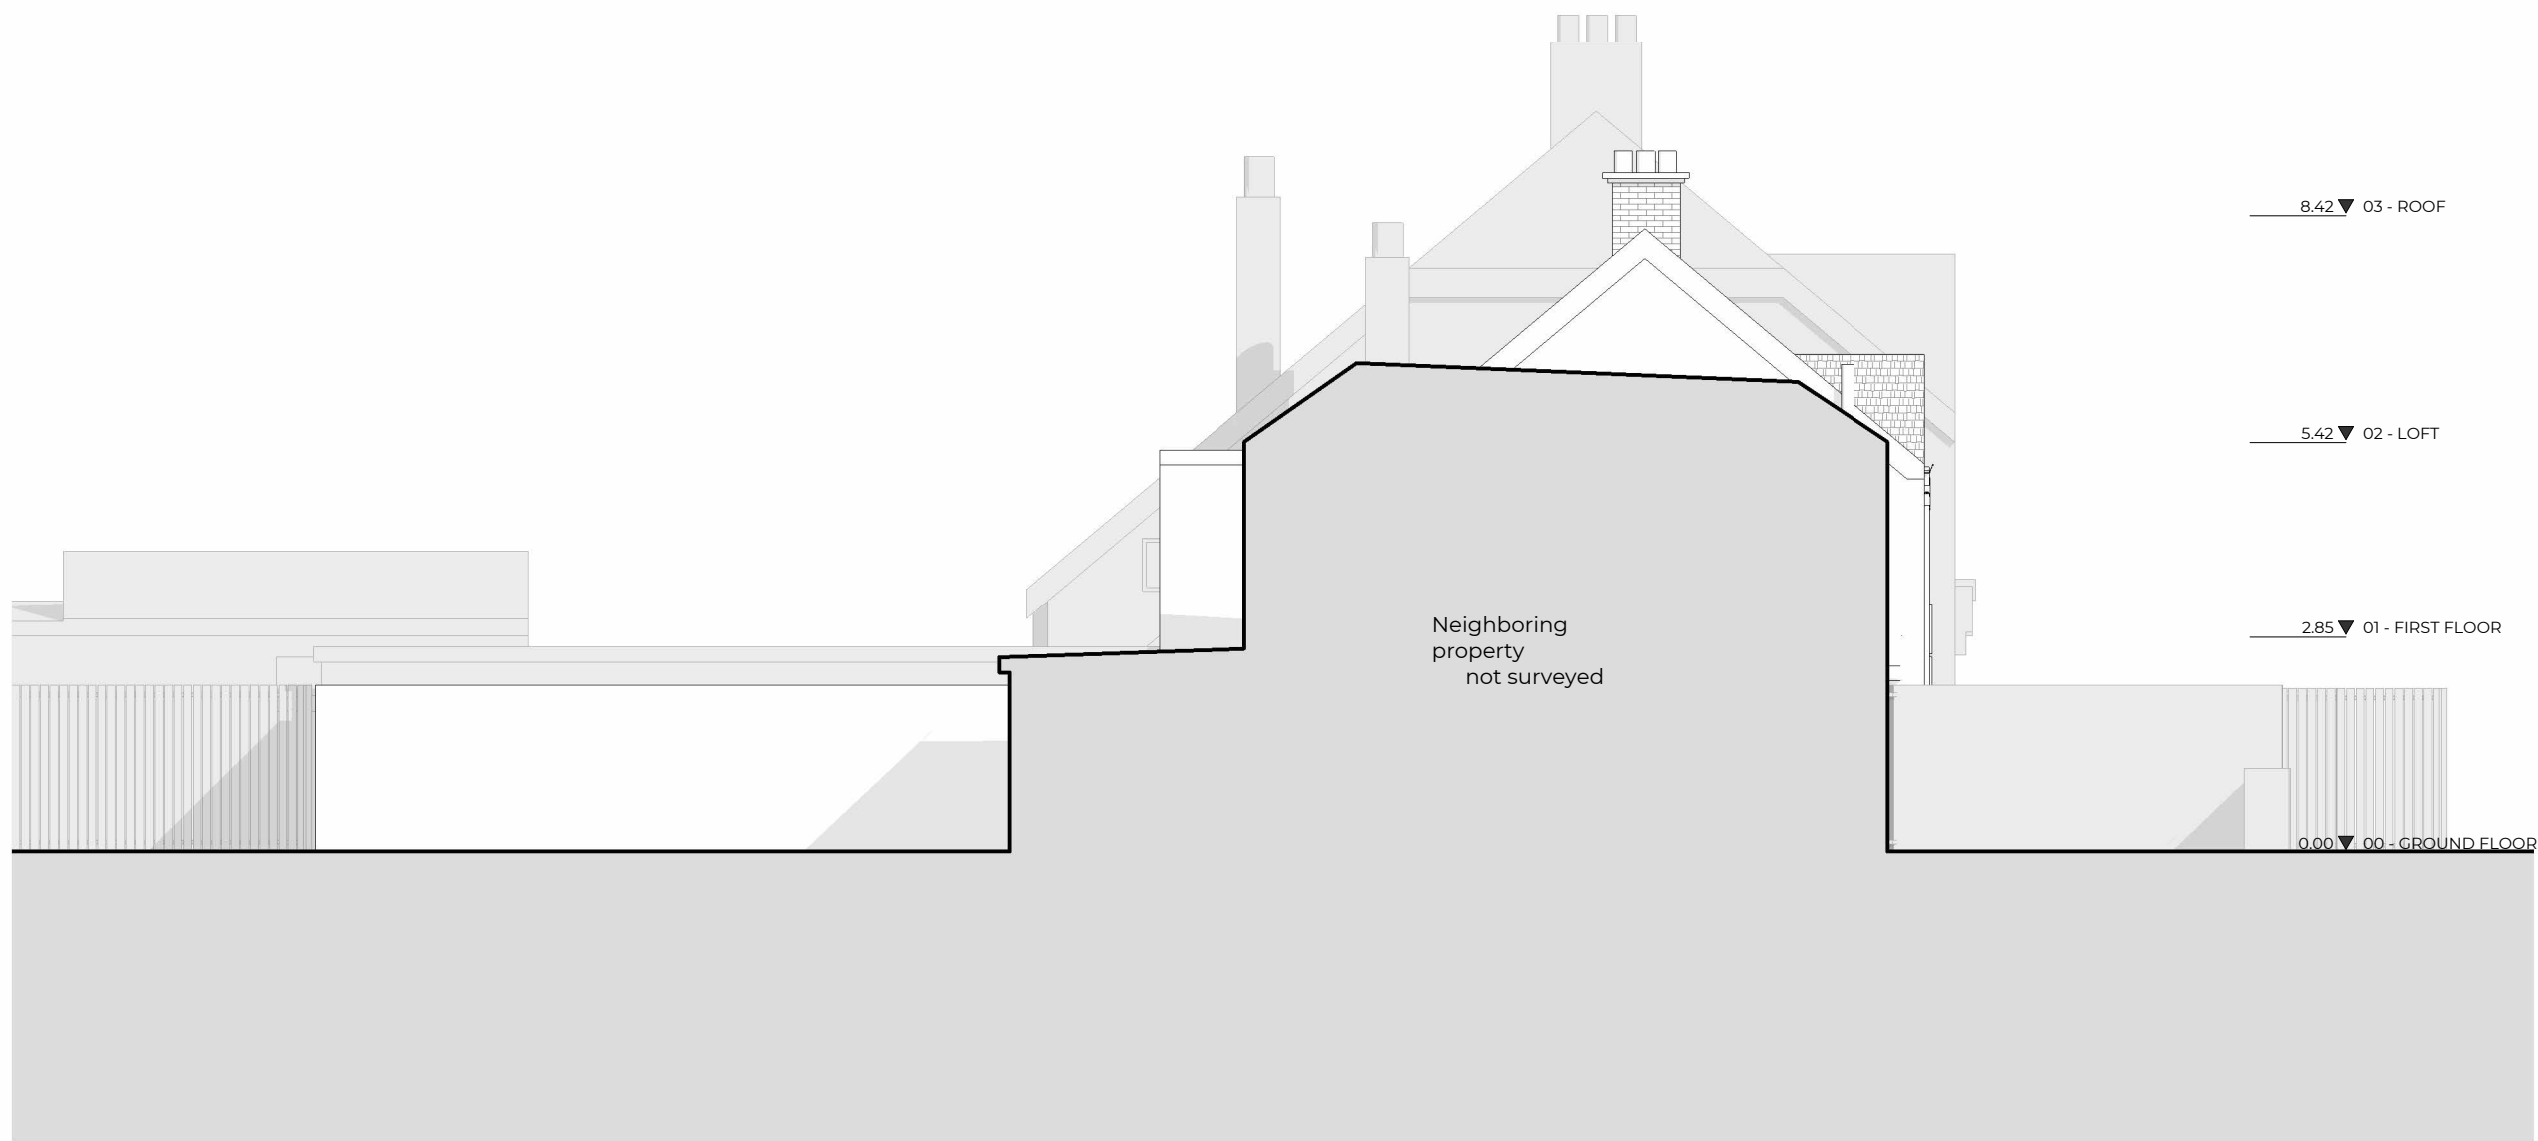 8.42 03 - ROOF
5.42 02 - LOFT
Neighboring
property
not surveyed
2.85 01 - FIRST FLOOR
0.00 00 - GROUND FLOOR